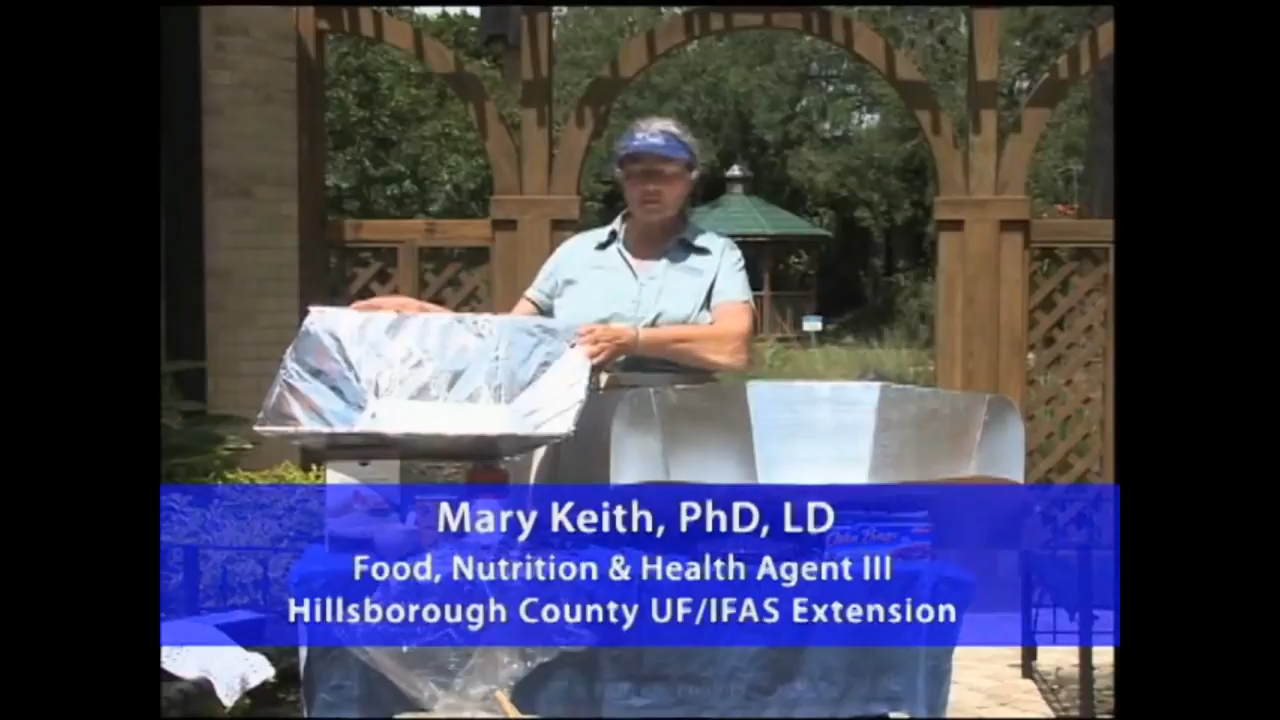 Mary Keith, PhD, LD
Food, Nutrition & Health Agent III
Hillsborough County UF/IFAS Extension